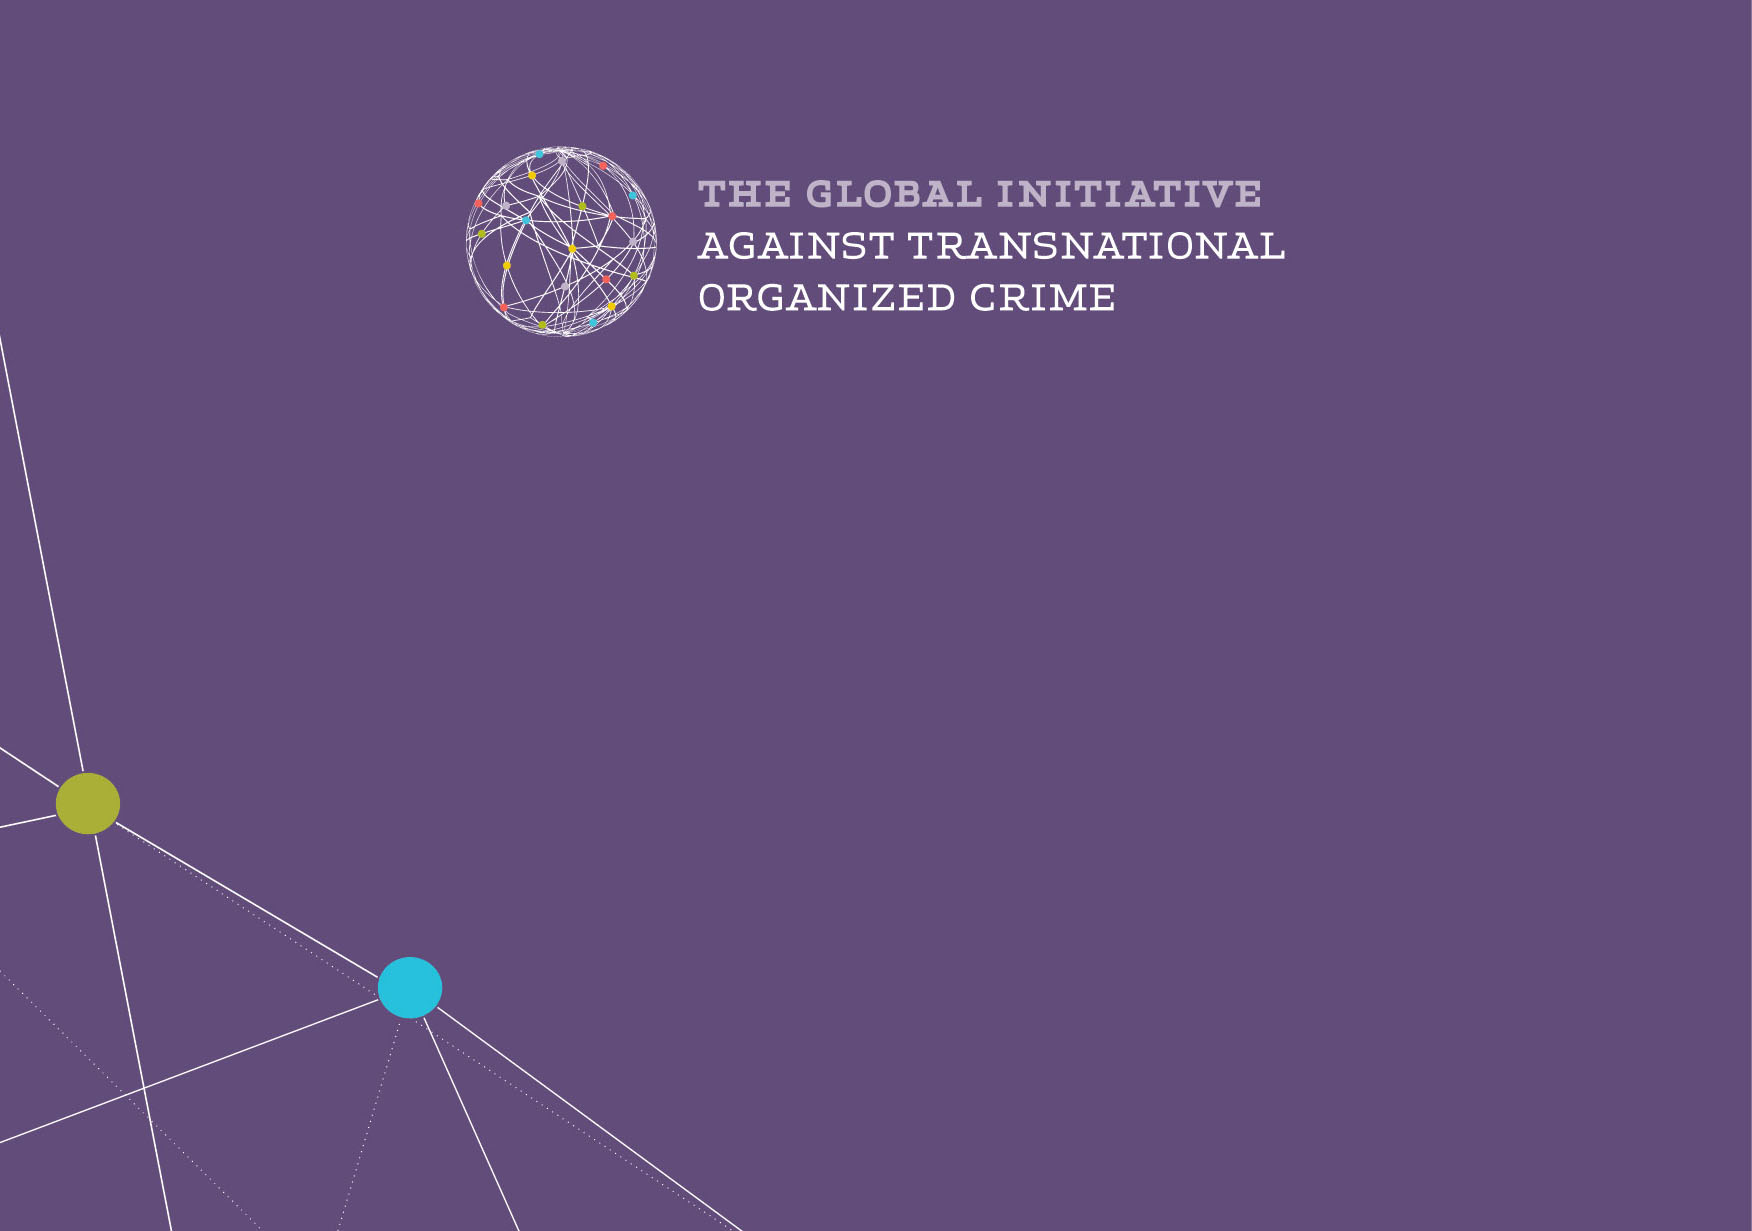 THE GLOBAL INITIATIVE
AGAINST TRANSNATIONAL
ORGANIZED CRIME